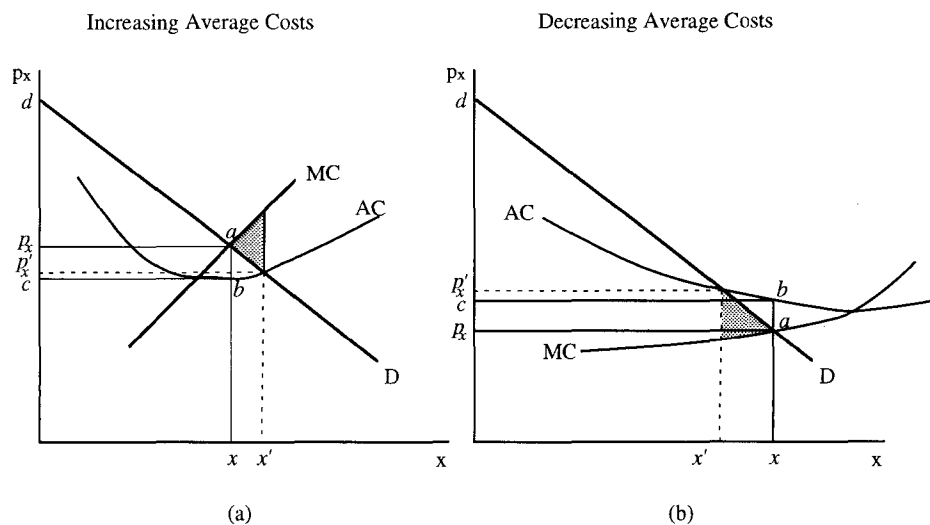 Increasing Average Costs
Decreasing Average Costs
px
d
MC
AC
a
px
p'x
c
b
D
x
x'
x
(a)
px
d
AC
p'x
c
b
px
a
MC
D
x'
x
x
(b)